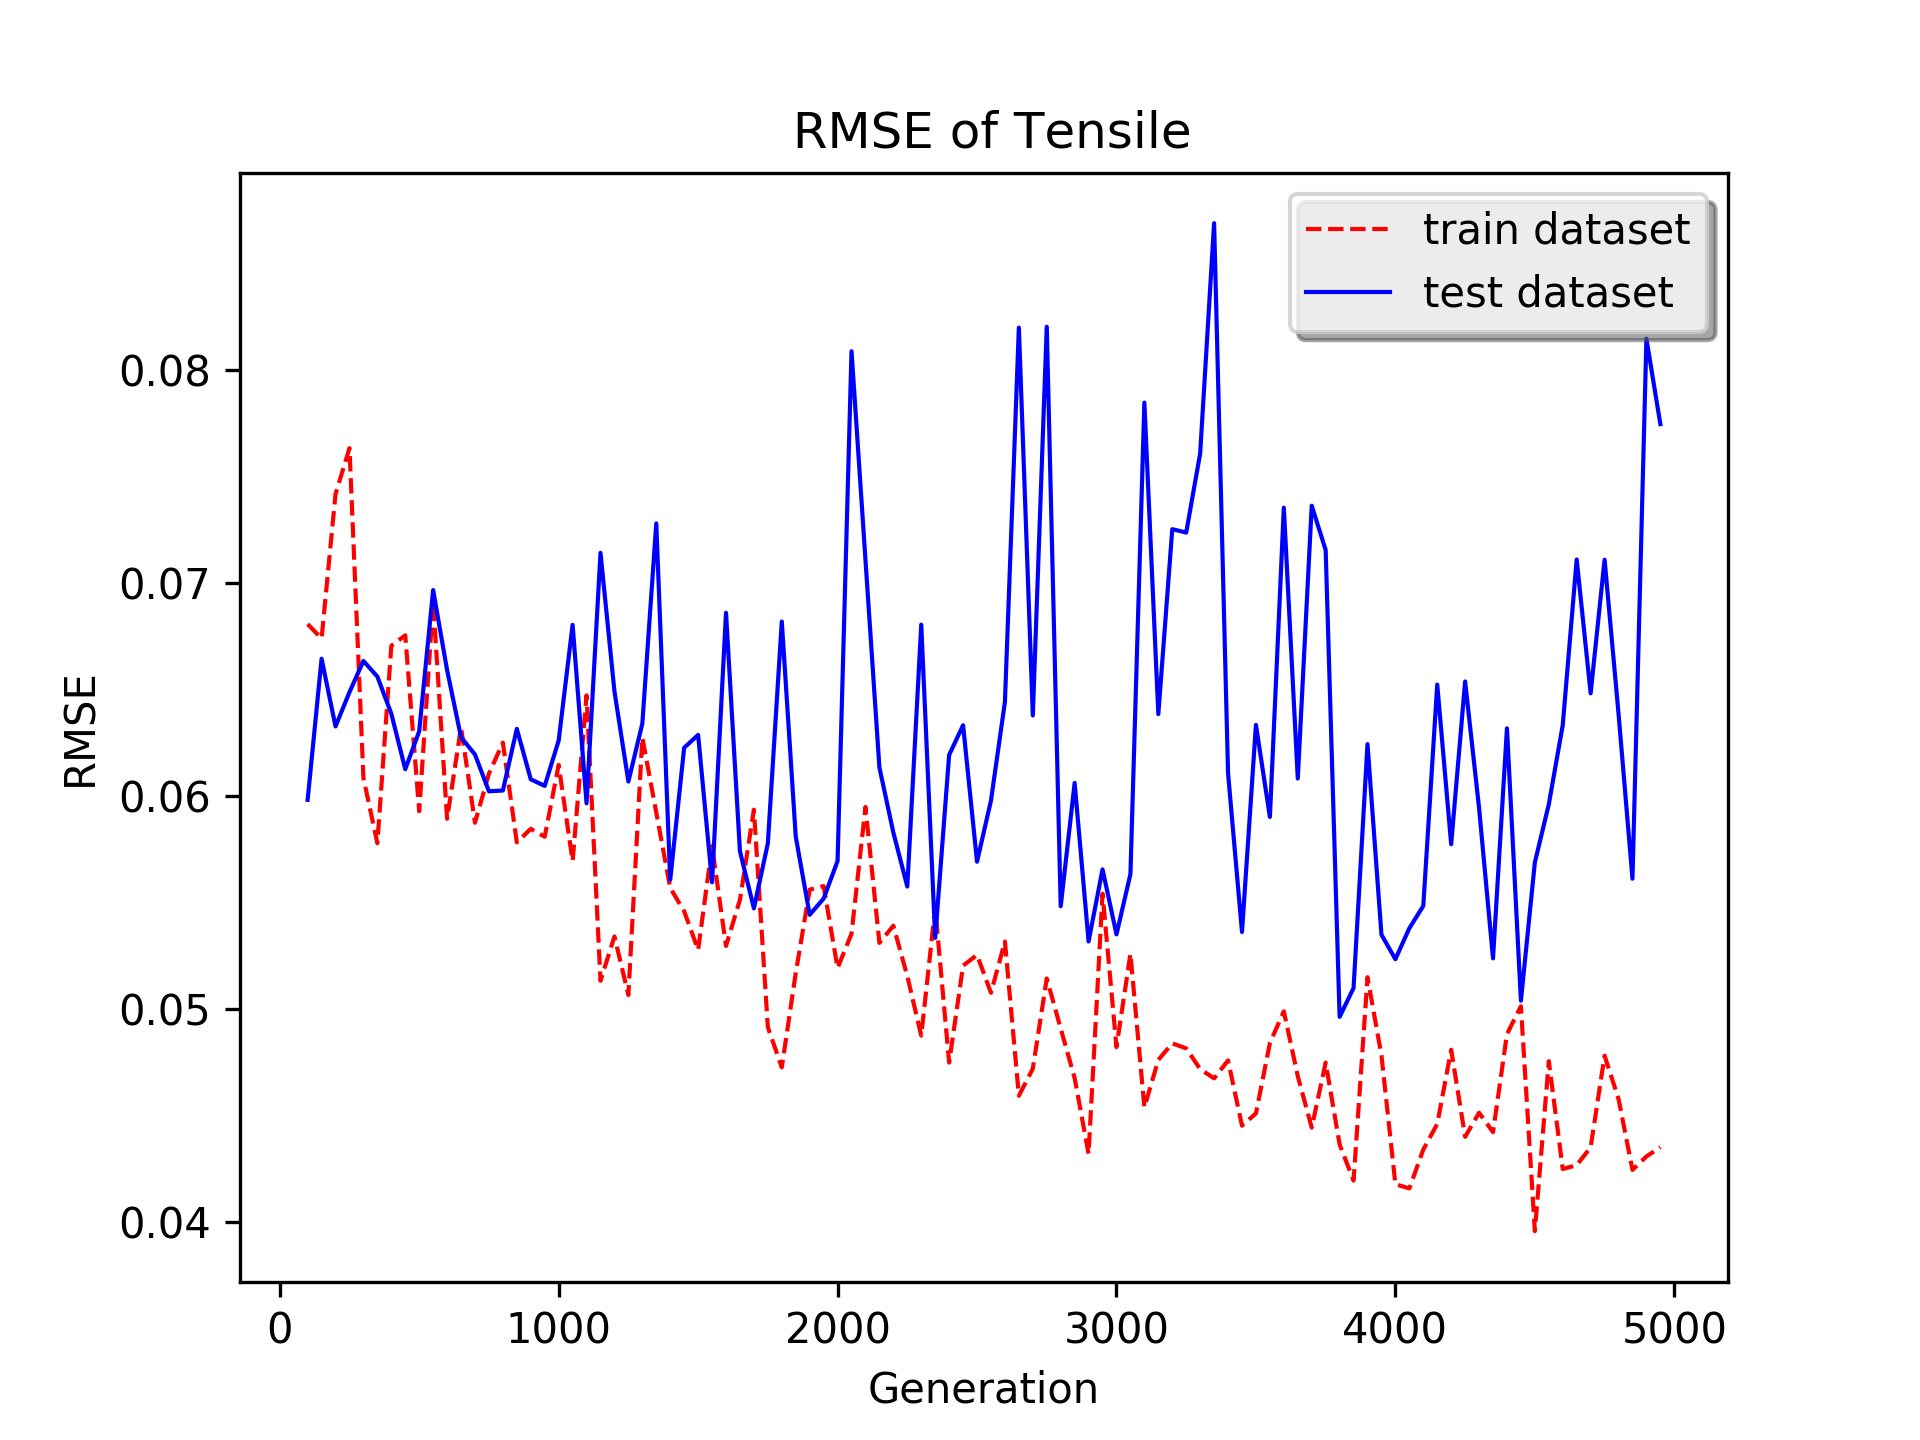 RMSE of Tensile
train dataset
test dataset
0.08
0.07
0.06
0.05
0.04
RMSE
0 1000 2000 3000 4000 5000
Generation